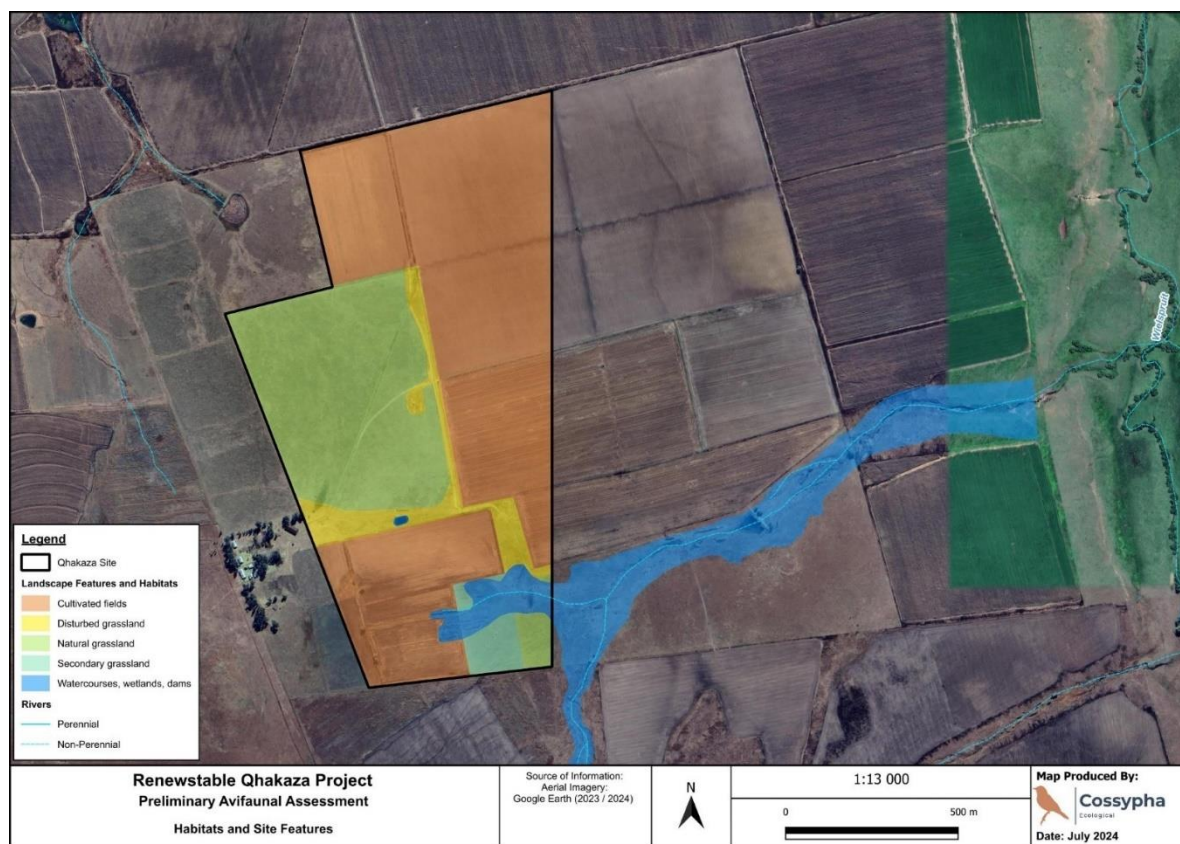 Wielspruit
Legend
Qhakaza Site
Landscape Features and Habitats
Cultivated fields
Disturbed grassland
Natural grassland
Secondary grassland
Watercourses, wetlands, dams
Rivers
Perennial
Non-Perennial
Renewstable Qhakaza Project
Preliminary Avifaunal Assessment
Habitats and Site Features
Source of Information:
Aerial Imagery:
Google Earth (2023 / 2024)
N
1:13 000
0 500 m
Map Produced By:
Cossypha
Ecological
Date: July 2024